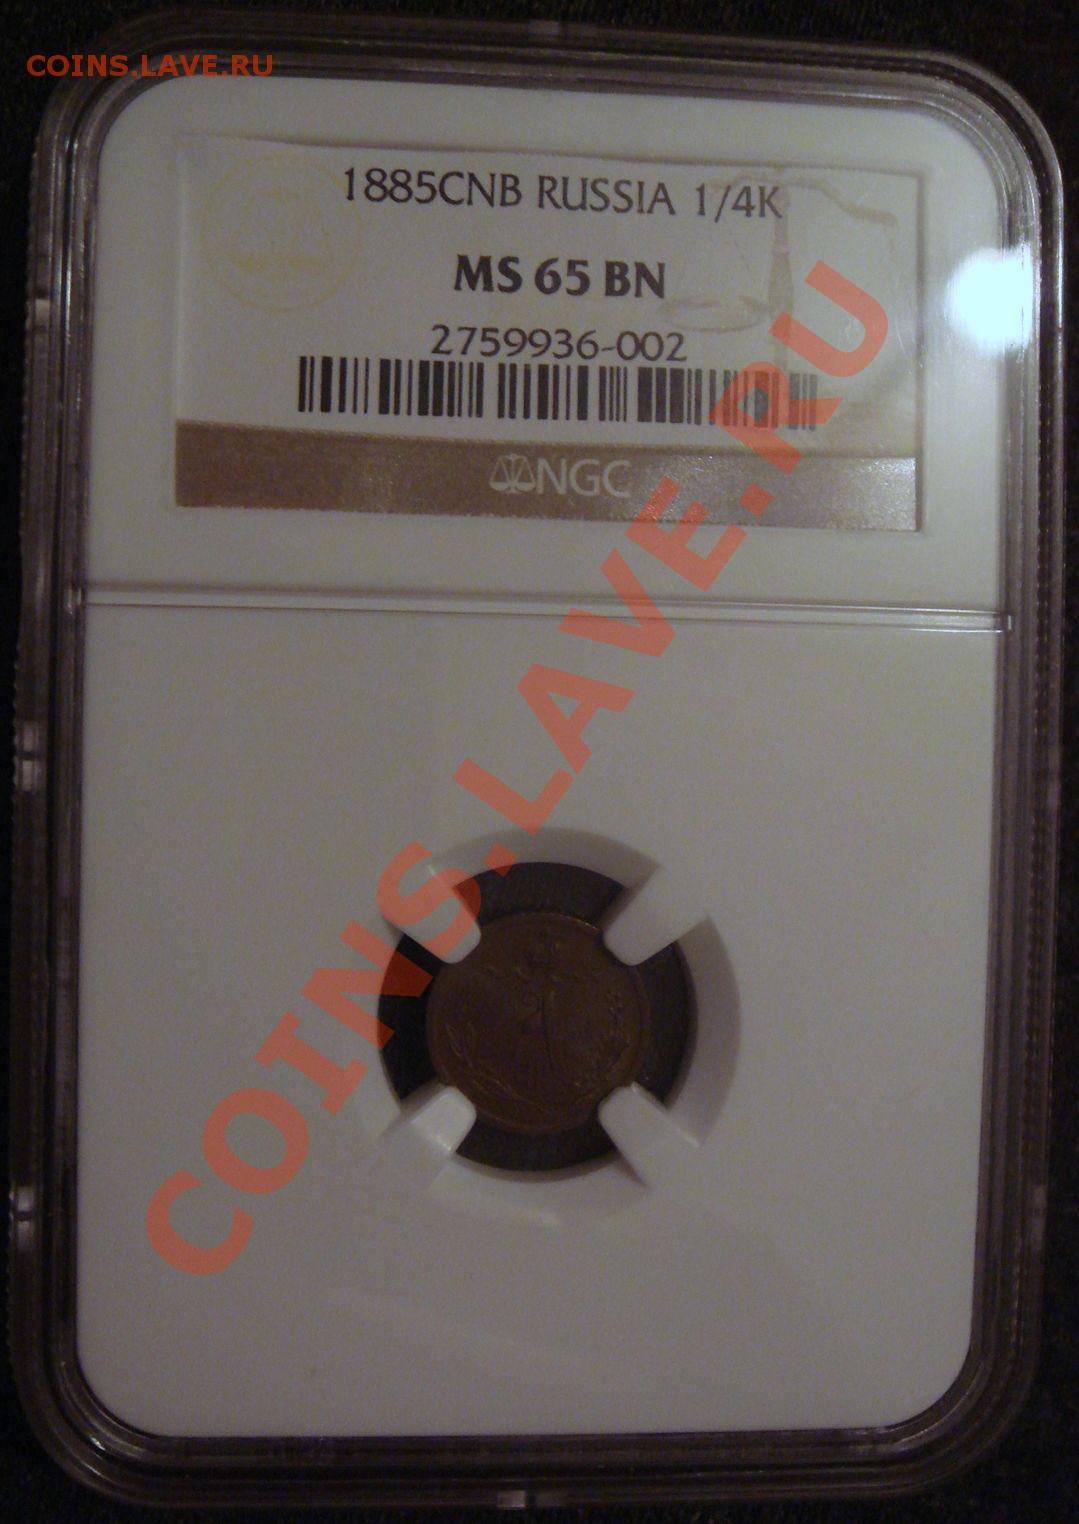 COINS.LAVE.RU
1885CNB RUSSIA 1/4K
MS 65 BN
2759936-002
NGC
COINS.LAVE.RU